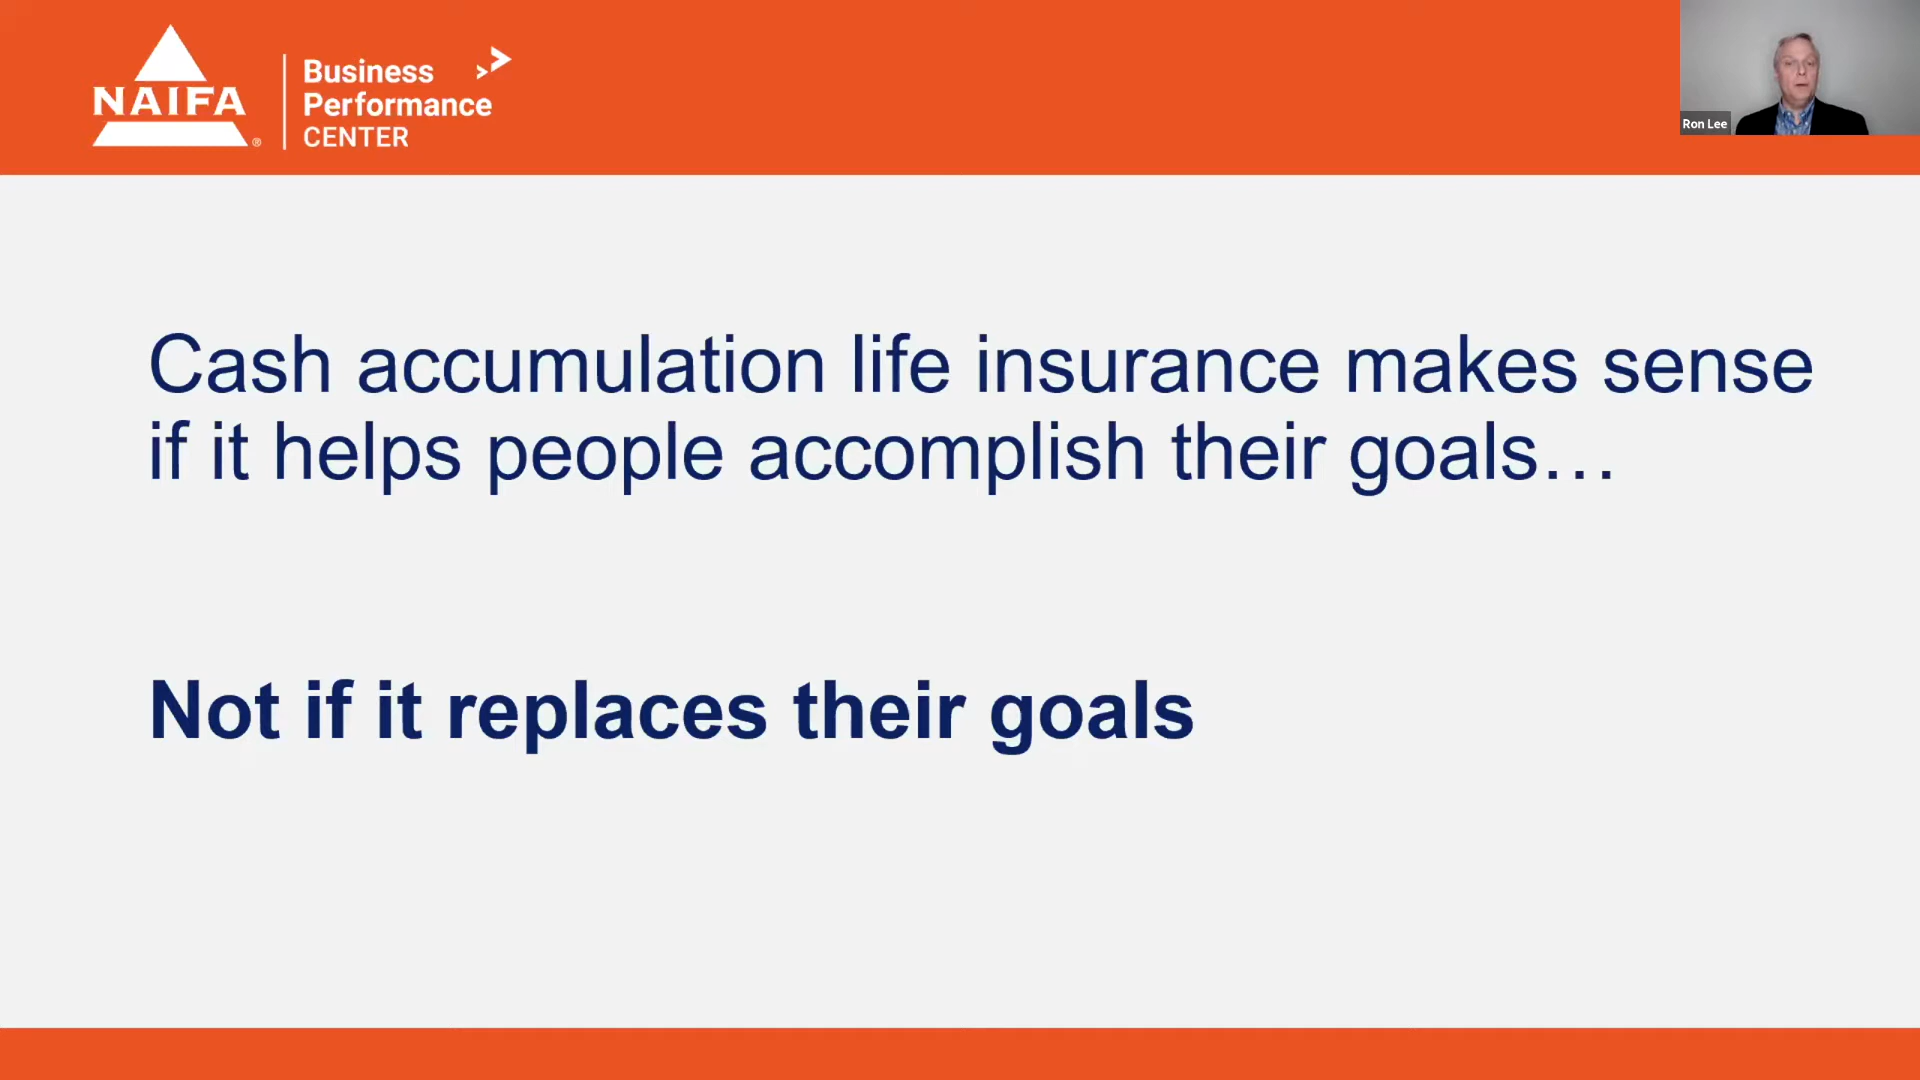 NAIFA®
Business
Performance
CENTER
Ron Lee
Cash accumulation life insurance makes sense
if it helps people accomplish their goals…
Not if it replaces their goals